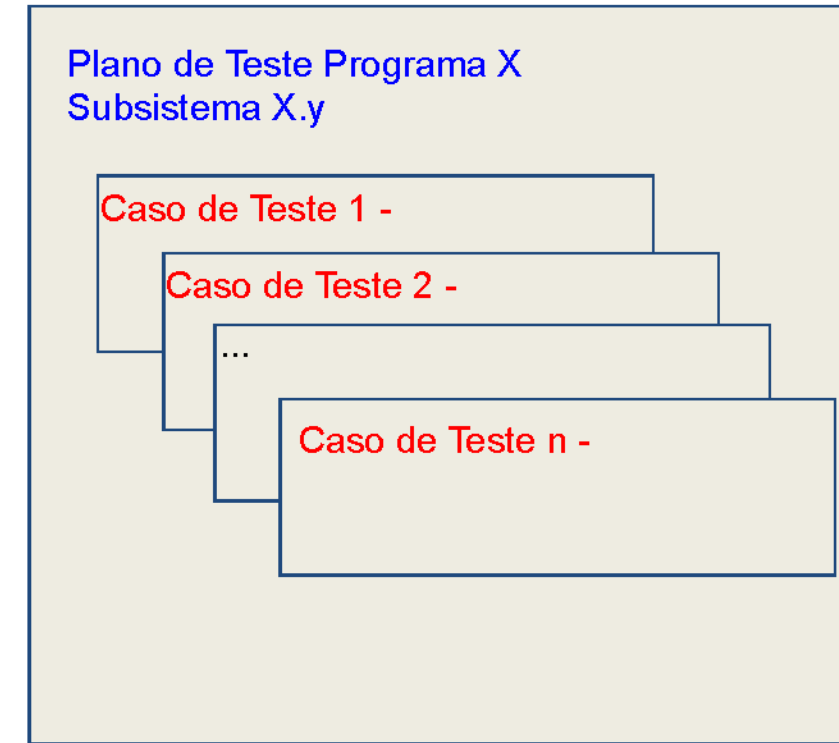 Plano de Teste Programa X
Subsistema X.y
Caso de Teste 1 -
Caso de Teste 2 -
...
Caso de Teste n -